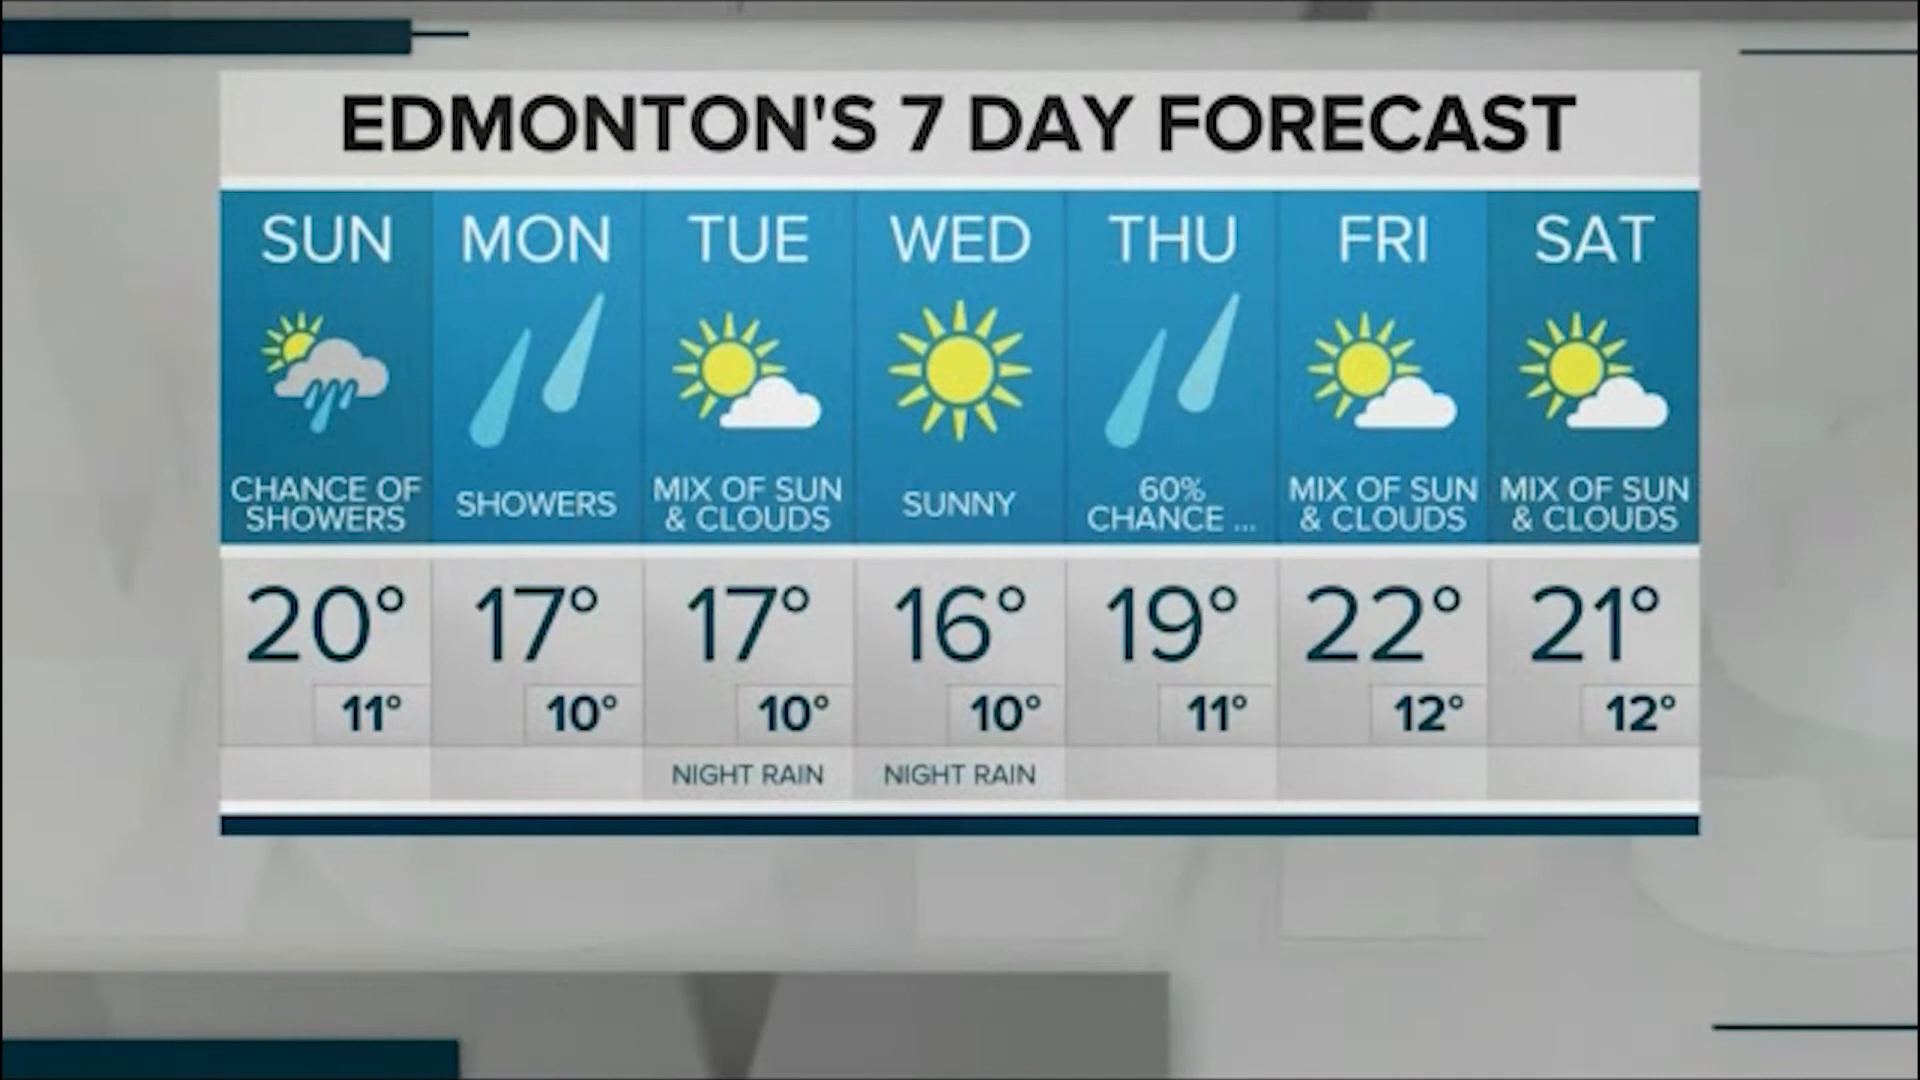 EDMONTON'S 7 DAY FORECAST
SUN MON TUE WED THU FRI SAT
CHANCE OF SHOWERS
SHOWERS
MIX OF SUN & CLOUDS
SUNNY
60% CHANCE ...
MIX OF SUN & CLOUDS
MIX OF SUN & CLOUDS
20° 17° 17° 16° 19° 22° 21°
11° 10° 10° 10° 11° 12° 12°
NIGHT RAIN NIGHT RAIN